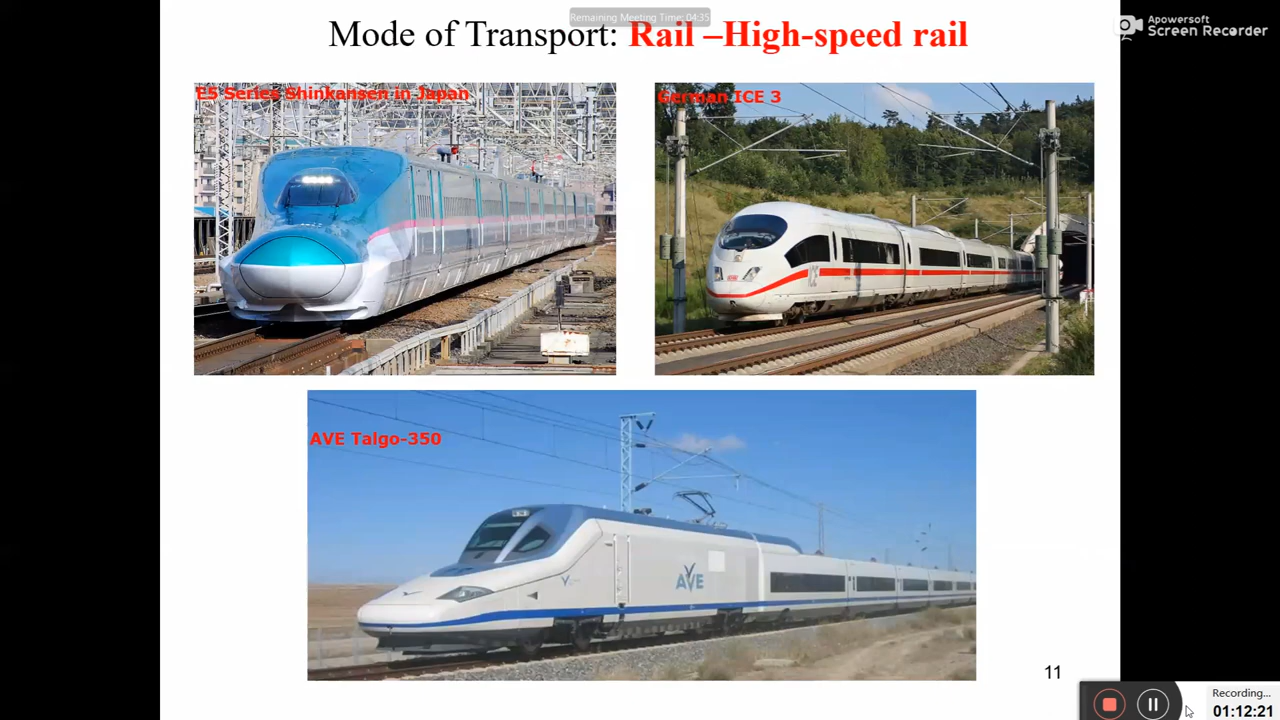 Remaining Meeting Time: 04:35
Mode of Transport: Rail –High-speed rail
Apowersoft
Screen Recorder
E5 Series Shinkansen in Japan
German ICE 3
ICE
AVE Talgo-350
AVE
11
Recording...
01:12:21